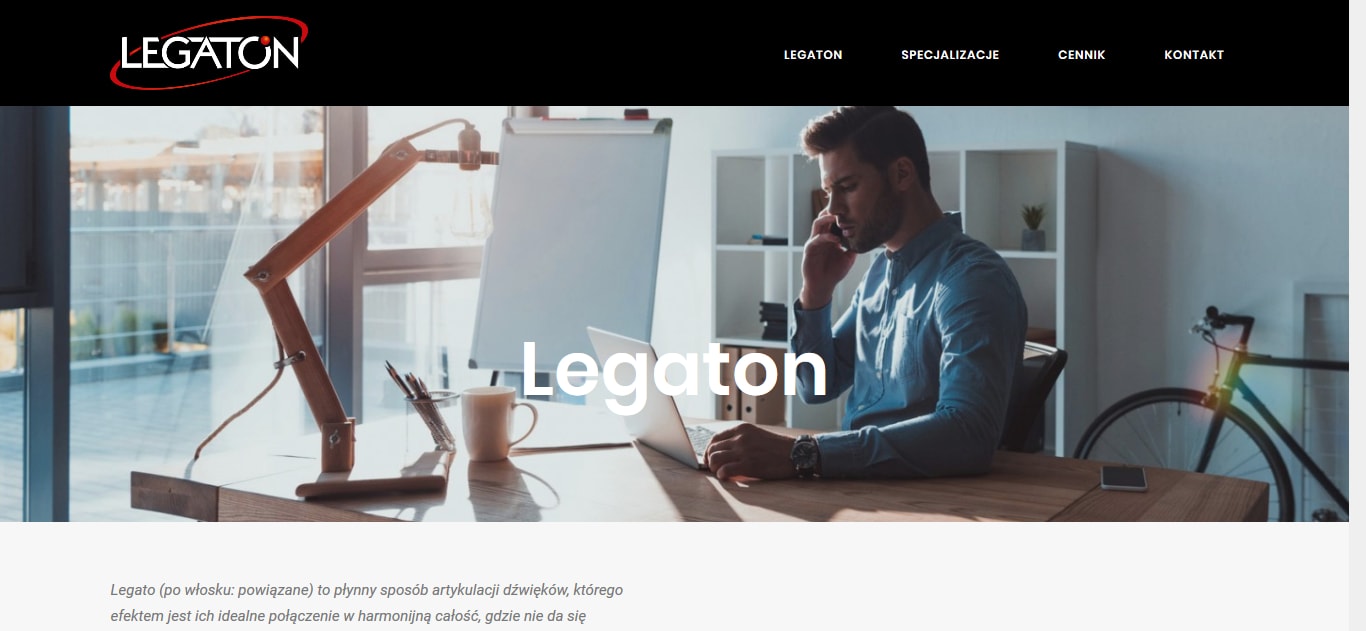 LEGATON
LEGATON SPECJALIZACJE CENNIK KONTAKT
Legaton
Legato (po włosku: powiązane) to płynny sposób artykulacji dźwięków, którego
efektem jest ich idealne połączenie w harmonijną całość, gdzie nie da się